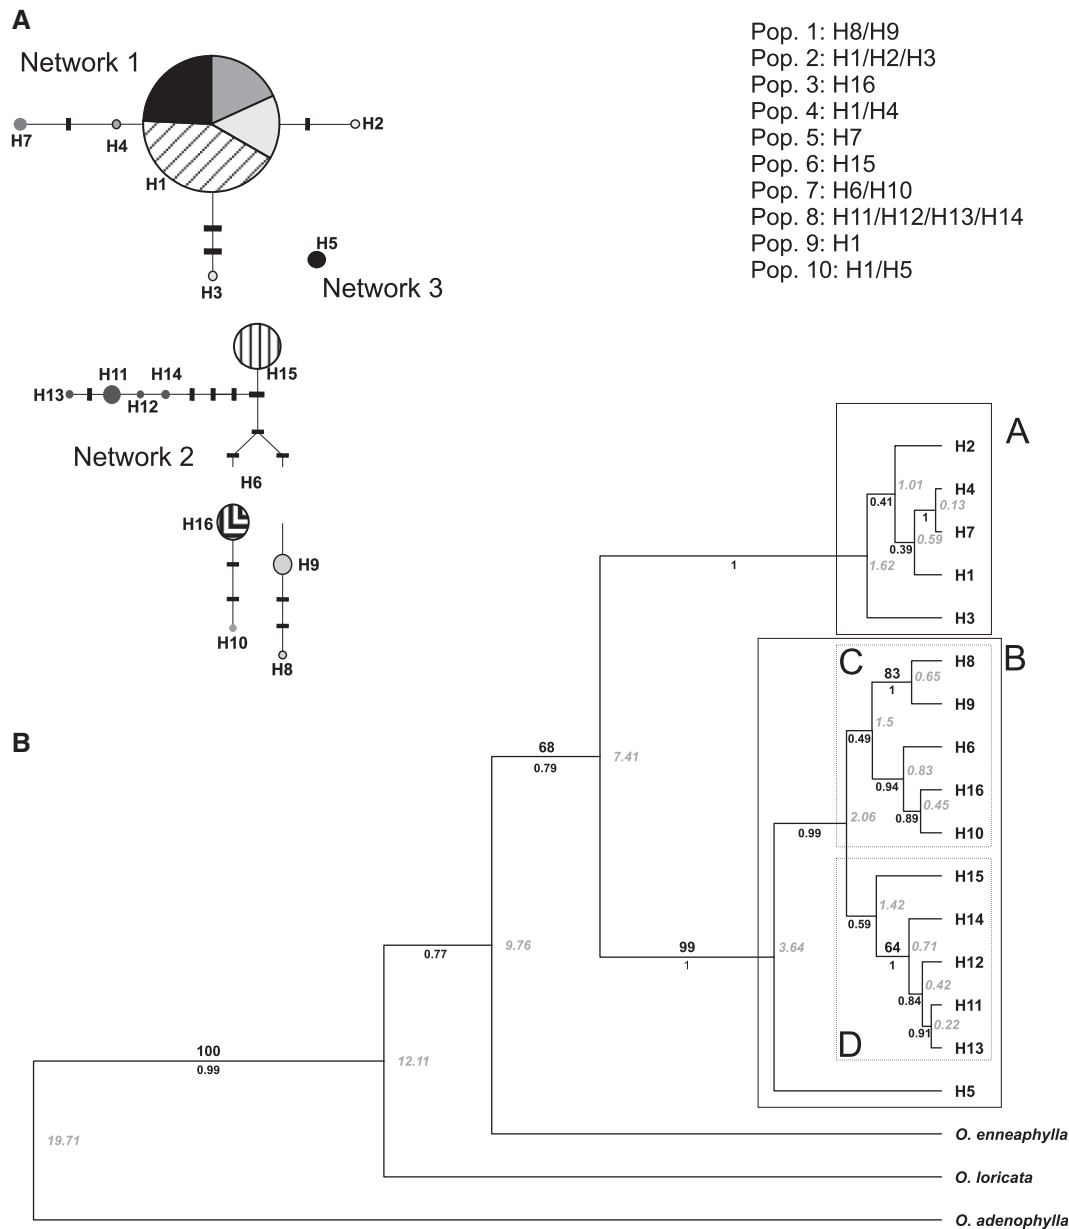 A
Network 1
H7
H4
H1
H2
H3
H5
Network 3
Pop. 1: H8/H9
Pop. 2: H1/H2/H3
Pop. 3: H16
Pop. 4: H1/H4
Pop. 5: H7
Pop. 6: H15
Pop. 7: H6/H10
Pop. 8: H11/H12/H13/H14
Pop. 9: H1
Pop. 10: H1/H5
H15
H13
H11
H12
H14
Network 2
H6
H16
H9
H10
H8
B
A
H2
1.01
0.41
H4
0.13
1
H7
0.59
0.39
1.62
H1
1
H3
C
B
H8
83
0.65
1
H9
1.5
0.49
H6
0.83
0.94
H16
0.45
0.89
2.06
0.99
H10
H15
1.42
0.59
H14
64
0.71
1
H12
0.42
0.84
H11
0.22
0.91
D
H13
H5
68
0.79
7.41
99
1
3.64
0.77
9.76
100
0.99
12.11
19.71
O. enneaphylla
O. loricata
O. adenophylla